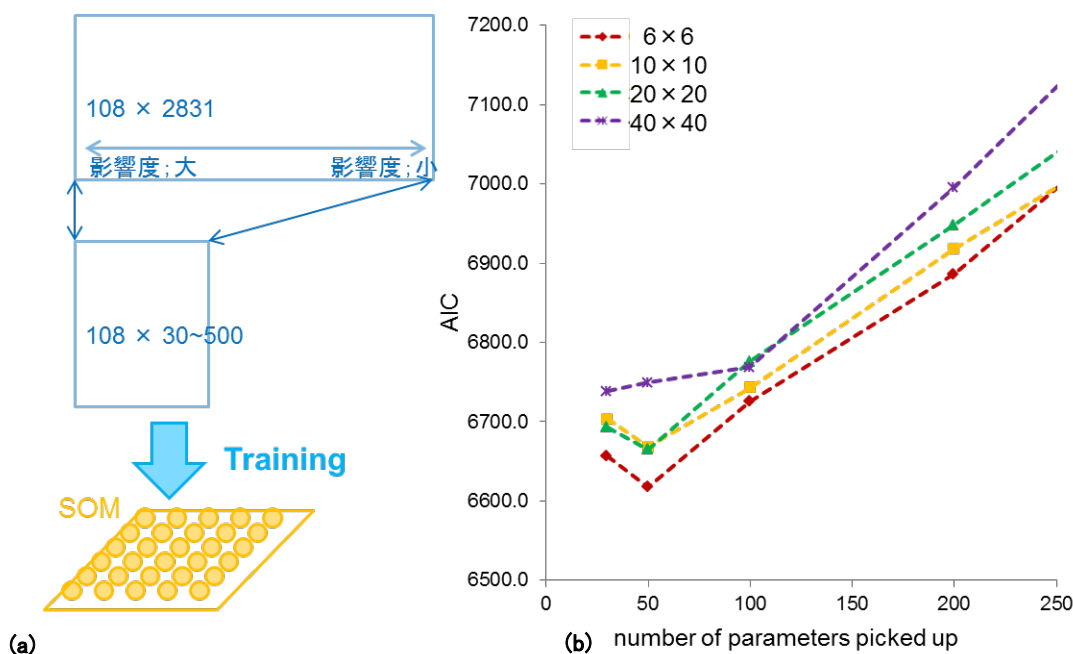 108 × 2831
影響度;大
影響度;小
108 × 30~500
Training
SOM
(a)
6×6
10×10
20×20
40×40
7200.0
7100.0
7000.0
6900.0
6800.0
6700.0
6600.0
6500.0
AIC
0 50 100 150 200 250
number of parameters picked up
(b)